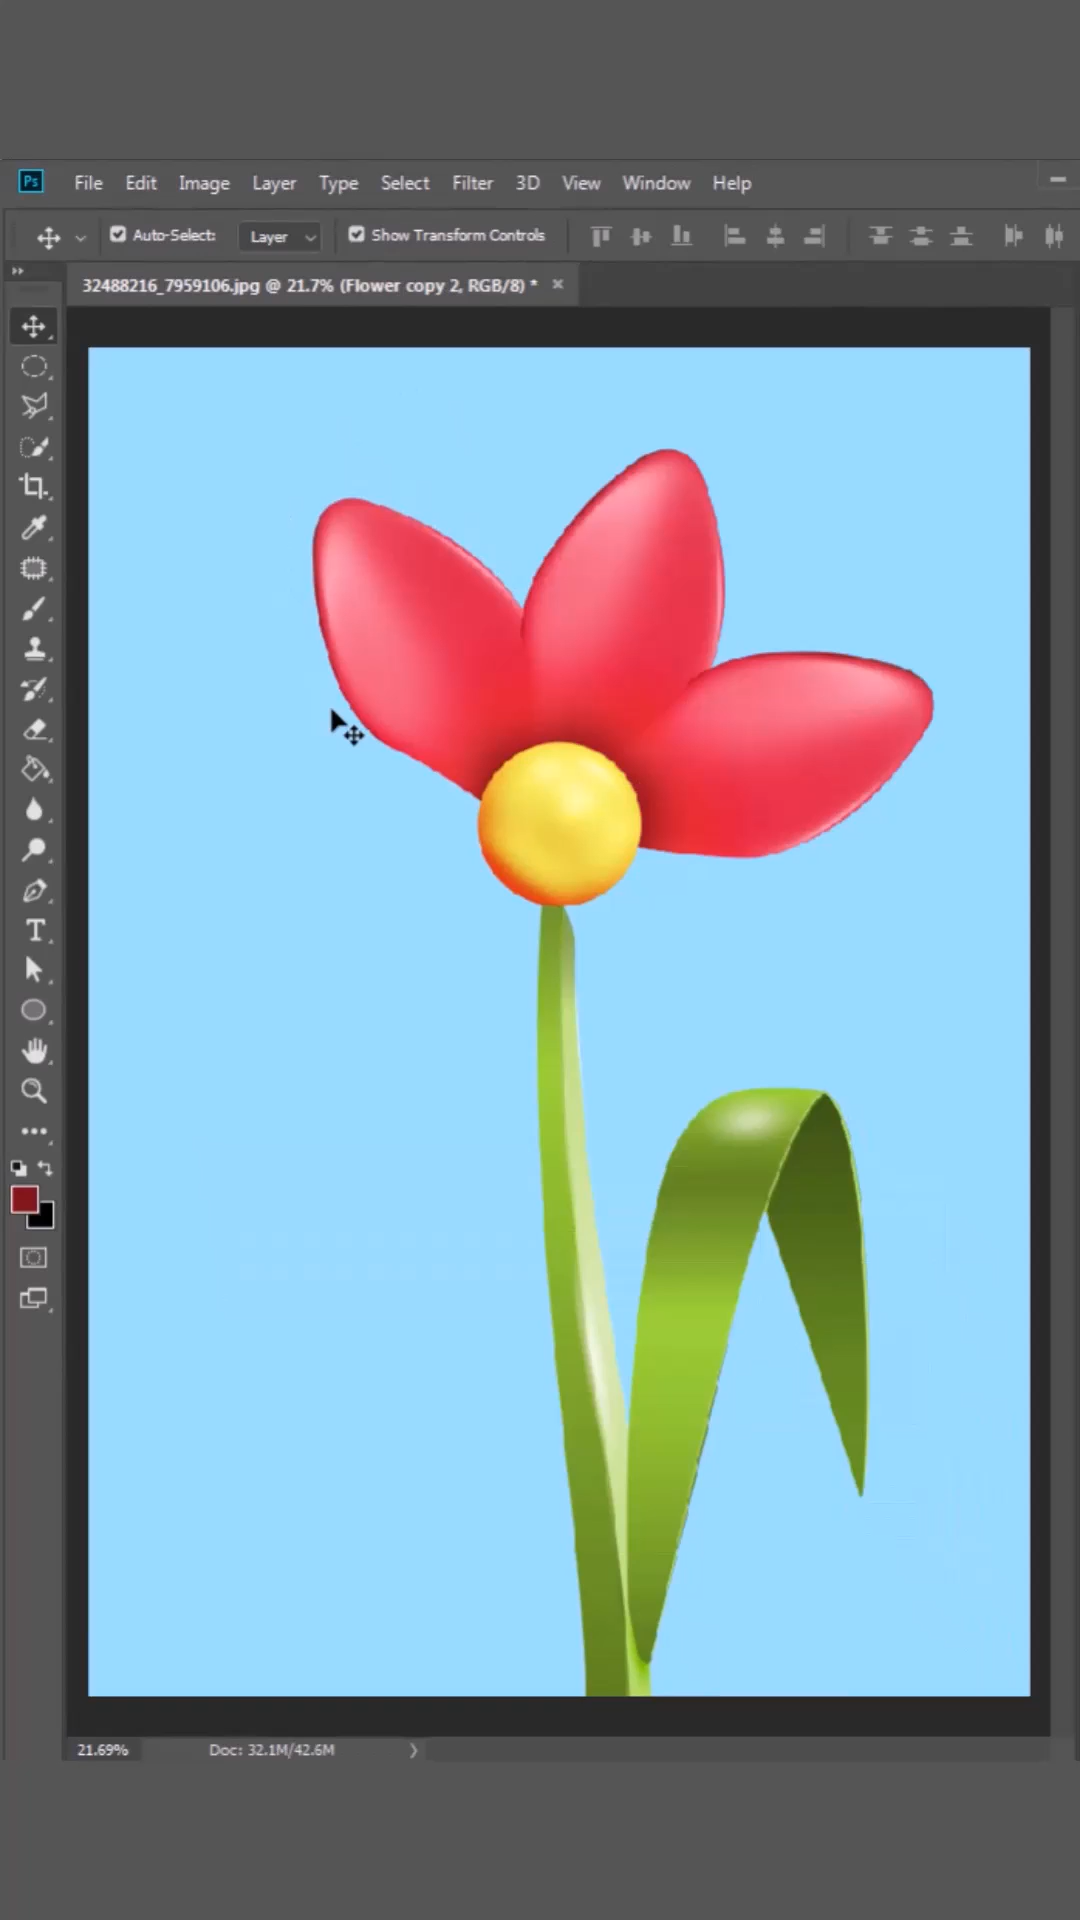 Ps File Edit Image Layer Type Select Filter 3D View Window Help
Auto-Select: Layer Show Transform Controls
32488216_7959106.jpg @ 21.7% (Flower copy 2, RGB/8) *
21.69% Doc: 32.1M/42.6M